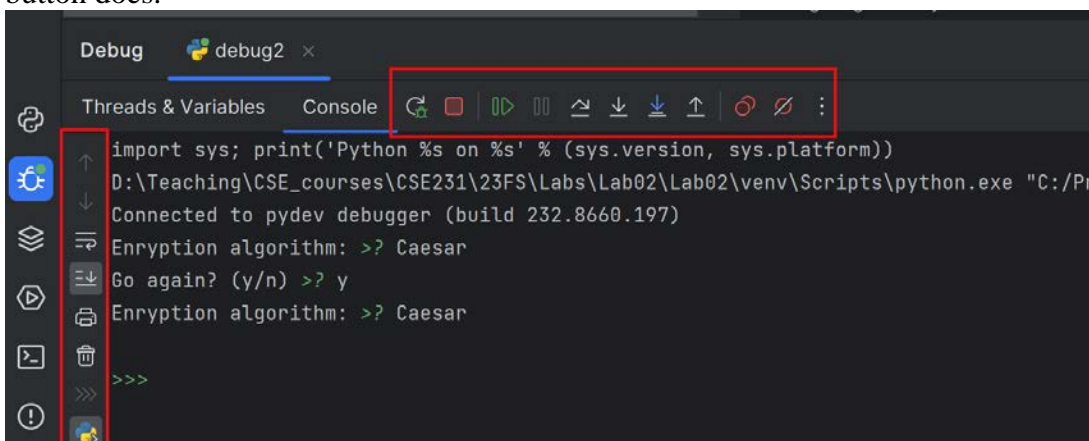 button does.
Debug debug2
Threads & Variables Console
import sys; print('Python %s on %s' % (sys.version, sys.platform))
D:\Teaching\CSE_courses\CSE231\23FS\Labs\Lab02\Lab02\venv\Scripts\python.exe "C:/Pr
Connected to pydev debugger (build 232.8660.197)
Enryption algorithm: >? Caesar
Go again? (y/n) >? y
Enryption algorithm: >? Caesar
>>>